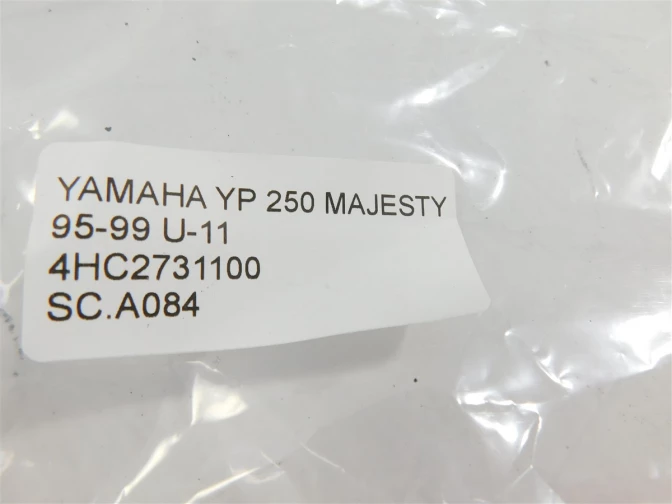 YAMAHA YP 250 MAJESTY
95-99 U-11
4HC2731100
SC.A084